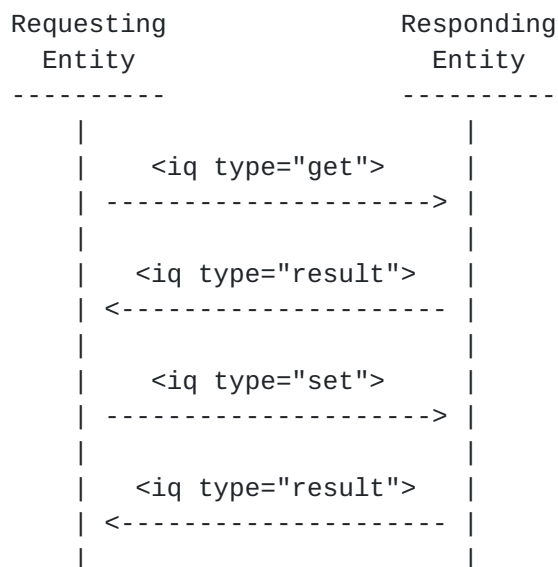 Requesting                Responding
  Entity                    Entity
----------                ----------
    |                         |
    |    <iq type="get">      |
    | ---------------------> |
    |                         |
    |   <iq type="result">    |
    | <--------------------- |
    |                         |
    |    <iq type="set">      |
    | ---------------------> |
    |                         |
    |   <iq type="result">    |
    | <--------------------- |
    |                         |